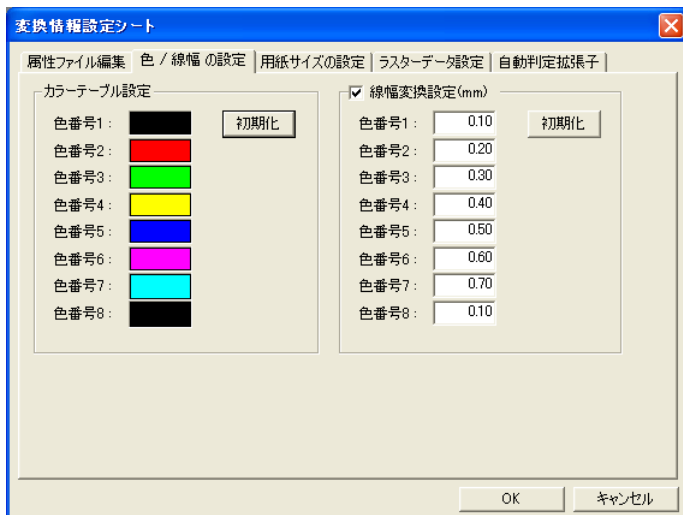 変換情報設定シート
属性ファイル編集 色 / 線幅 の設定 用紙サイズの設定 ラスターデータ設定 自動判定拡張子
カラーテーブル設定
色番号1 :
初期化
色番号2 :
色番号3 :
色番号4 :
色番号5 :
色番号6 :
色番号7 :
色番号8 :
線幅変換設定(mm)
色番号1 : 0.10
初期化
色番号2 : 0.20
色番号3 : 0.30
色番号4 : 0.40
色番号5 : 0.50
色番号6 : 0.60
色番号7 : 0.70
色番号8 : 0.10
OK キャンセル